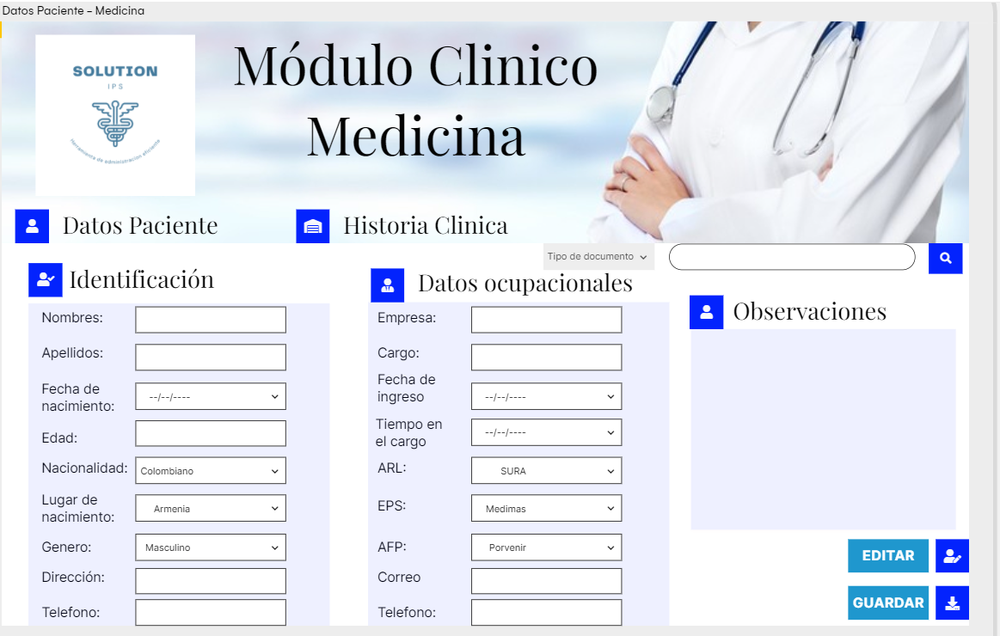 Datos Paciente - Medicina
SOLUTION
IPS
Herramienta de administración eficiente
Módulo Clinico
Medicina
Datos Paciente
Historia Clinica
Tipo de documento
Identificación
Nombres:
Apellidos:
Fecha de
nacimiento:
--/--/----
Edad:
Nacionalidad:
Colombiano
Lugar de
nacimiento:
Armenia
Genero:
Masculino
Dirección:
Telefono:
Datos ocupacionales
Empresa:
Cargo:
Fecha de
ingreso
--/--/----
Tiempo en
el cargo
--/--/----
ARL:
SURA
EPS:
Medimas
AFP:
Porvenir
Correo
Telefono:
Observaciones
EDITAR
GUARDAR